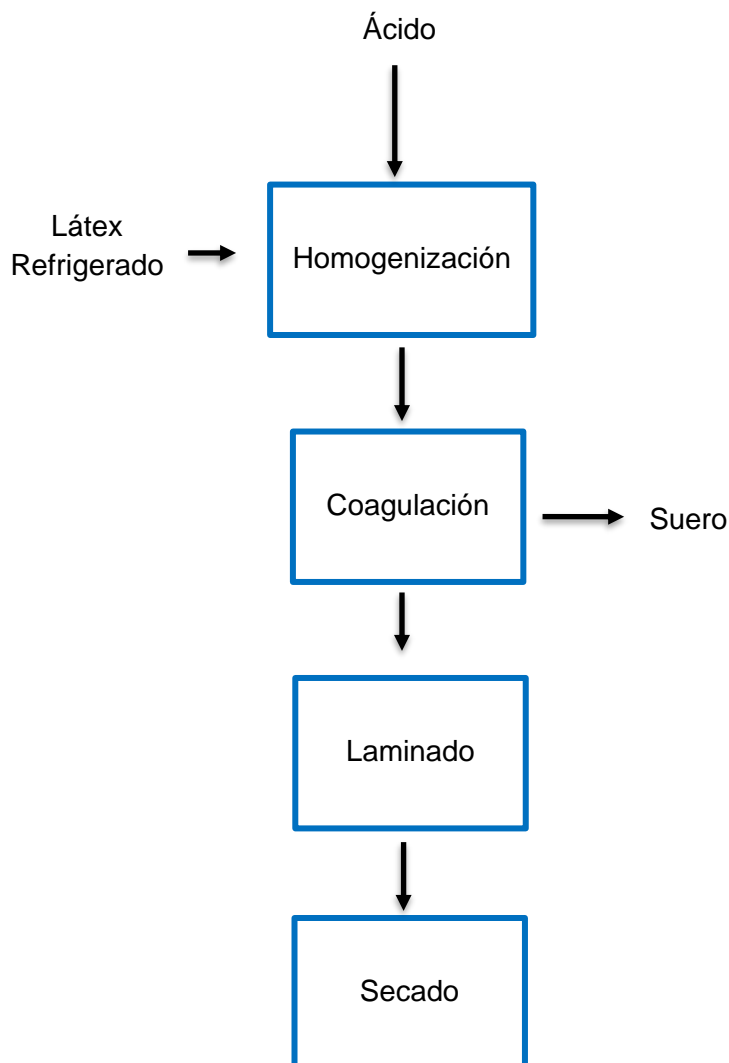 Ácido
Látex
Refrigerado
Homogenización
Coagulación
Suero
Laminado
Secado